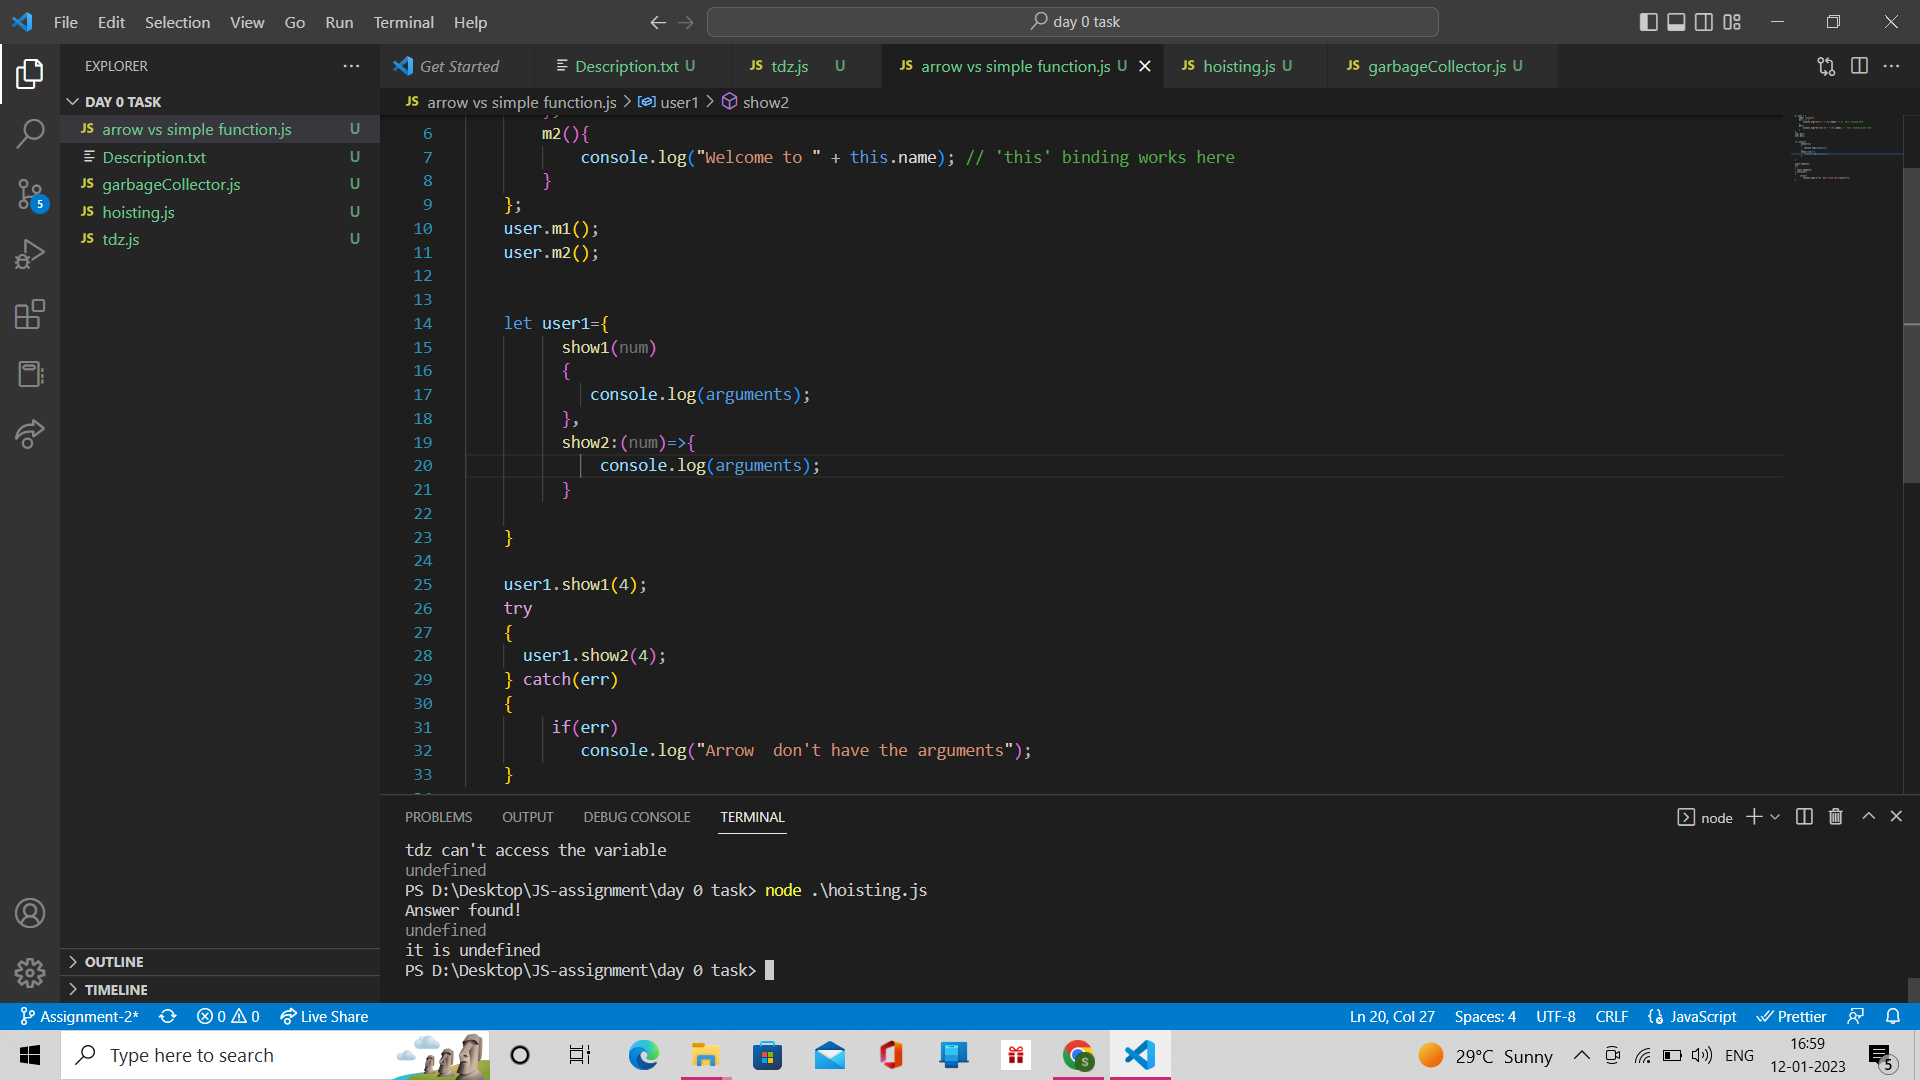 File Edit Selection View Go Run Terminal Help
day 0 task
EXPLORER
DAY 0 TASK
JS arrow vs simple function.js U
Description.txt U
JS garbageCollector.js U
JS hoisting.js U
JS tdz.js U
5
OUTLINE
TIMELINE
Get Started
Description.txt U
JS tdz.js U
JS arrow vs simple function.js U
JS hoisting.js U
JS garbageCollector.js U
JS arrow vs simple function.js > user1 > show2
6 m2(){
7 console.log("Welcome to " + this.name); // 'this' binding works here
8 }
9 };
10 user.m1();
11 user.m2();
12
13
14 let user1={
15 show1(num)
16 {
17 console.log(arguments);
18 },
19 show2:(num)=>{
20 console.log(arguments);
21 }
22
23 }
24
25 user1.show1(4);
26 try
27 {
28 user1.show2(4);
29 } catch(err)
30 {
31 if(err)
32 console.log("Arrow  don't have the arguments");
33 }
PROBLEMS OUTPUT DEBUG CONSOLE TERMINAL
node
tdz can't access the variable
undefined
PS D:\Desktop\JS-assignment\day 0 task> node .\hoisting.js
Answer found!
undefined
it is undefined
PS D:\Desktop\JS-assignment\day 0 task>
Assignment-2* 0 0 Live Share
Ln 20, Col 27 Spaces: 4 UTF-8 CRLF JavaScript Prettier
Type here to search
29°C Sunny ENG
16:59
12-01-2023
5